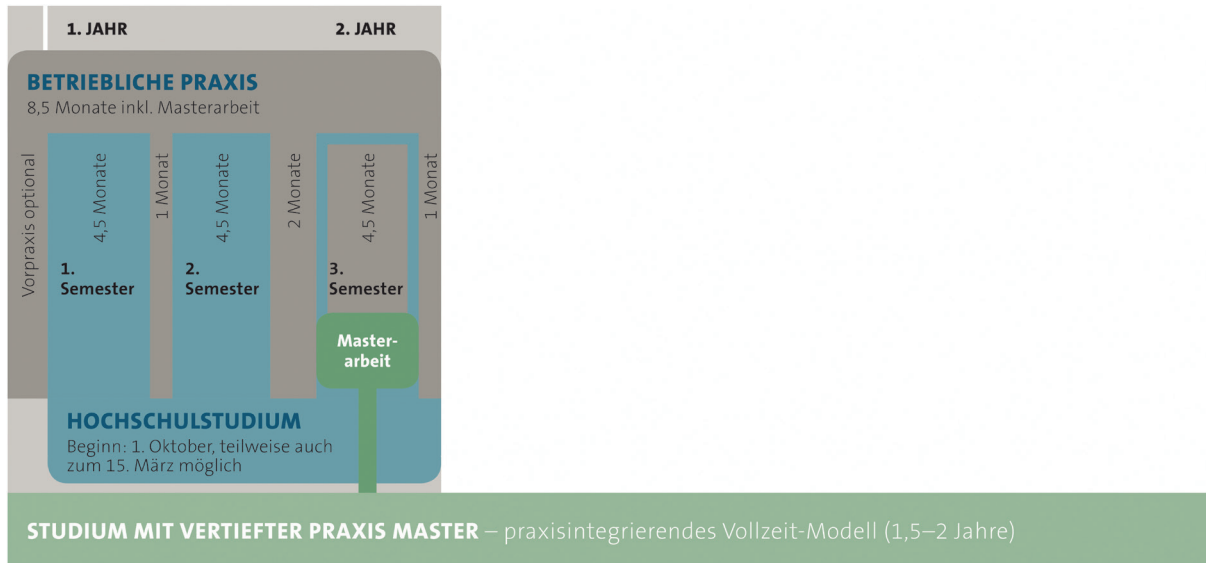 1. JAHR
2. JAHR
BETRIEBLICHE PRAXIS
8,5 Monate inkl. Masterarbeit
Vorpraxis optional
4,5 Monate
1 Monat
4,5 Monate
2 Monate
4,5 Monate
1 Monat
1.
Semester
2.
Semester
3.
Semester
Master-
arbeit
HOCHSCHULSTUDIUM
Beginn: 1. Oktober, teilweise auch
zum 15. März möglich
STUDIUM MIT VERTIEFTER PRAXIS MASTER – praxisintegrierendes Vollzeit-Modell (1,5–2 Jahre)